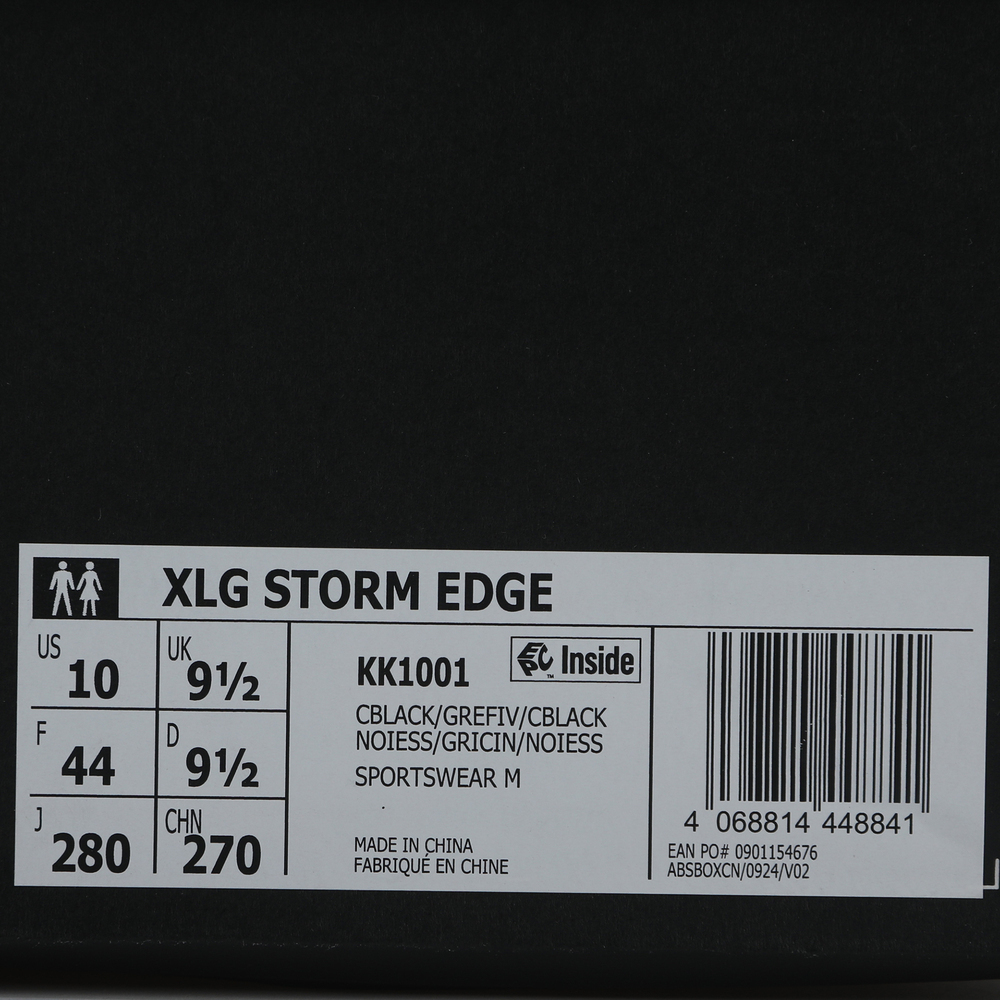 XLG STORM EDGE
US 10
UK 9½
F 44
D 9½
J 280
CHN 270
KK1001
Inside
™
CBLACK/GREFIV/CBLACK
NOIESS/GRICIN/NOIESS
SPORTSWEAR M
MADE IN CHINA
FABRIQUÉ EN CHINE
4 068814 448841
EAN PO# 0901154676
ABSBOXCN/0924/V02